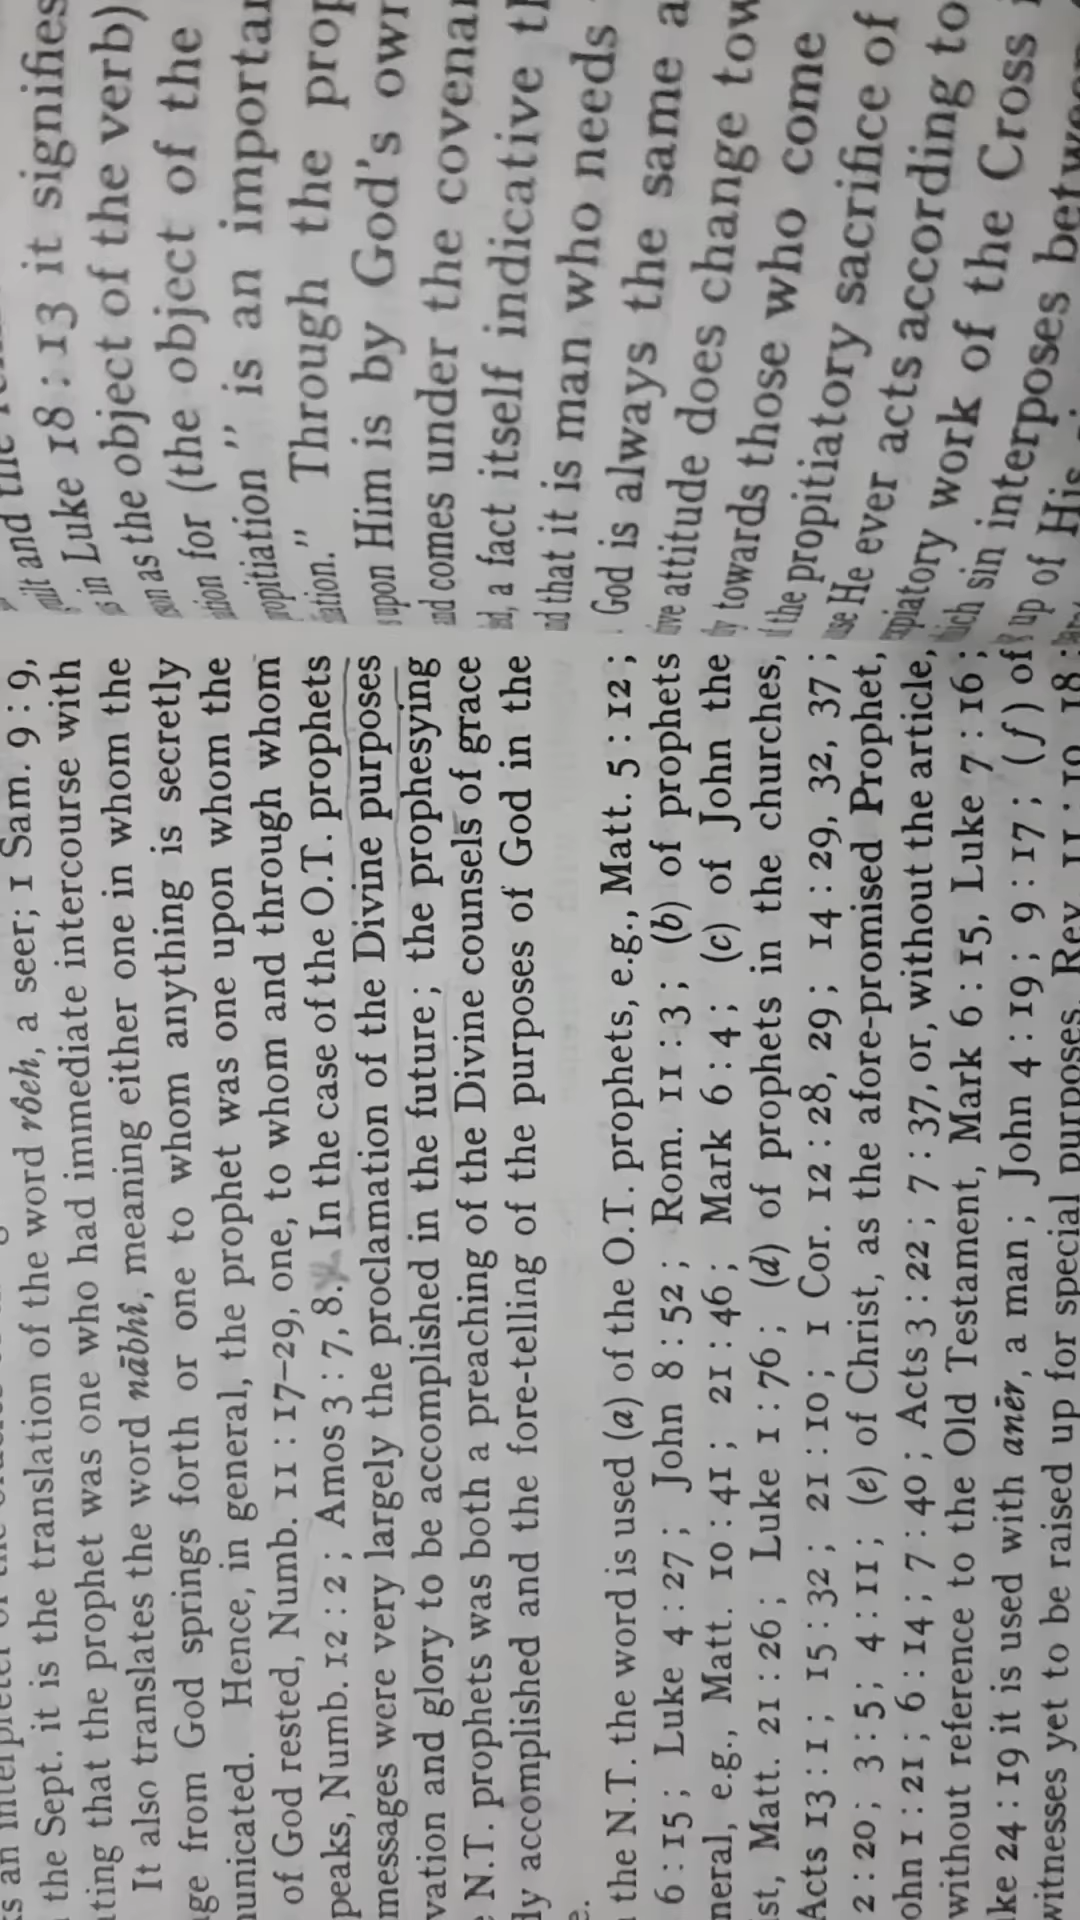 it signifies
in Luke 18 : 13
as the object of the verb)
tion for (the object of the
" is an importa
." Through the prop
upon Him is by God's own
comes under the covenan
a fact itself indicative th
that it is man who needs
God is always the same a
attitude does change tow
towards those who come
the propitiatory sacrifice of
He ever acts according to
work of the Cross
sin interposes betwee
up of His
the Sept. it is the translation of the word rôeh, a seer; 1 Sam. 9 : 9,
ting that the prophet was one who had immediate intercourse with
It also translates the word nābhî, meaning either one in whom the
ge from God springs forth or one to whom anything is secretly
unicated. Hence, in general, the prophet was one upon whom the
of God rested, Numb. 11 : 17–29, one, to whom and through whom
peaks, Numb. 12 : 2 ; Amos 3 : 7, 8. In the case of the O.T. prophets
messages were very largely the proclamation of the Divine purposes
vation and glory to be accomplished in the future ; the prophesying
N.T. prophets was both a preaching of the Divine counsels of grace
dy accomplished and the fore-telling of the purposes of God in the
e.
the N.T. the word is used (a) of the O.T. prophets, e.g., Matt. 5 : 12 ;
6 : 15 ; Luke 4 : 27 ; John 8 : 52 ; Rom. 11 : 3 ; (b) of prophets
neral, e.g., Matt. 10 : 41 ; 21 : 46 ; Mark 6 : 4 ; (c) of John the
st, Matt. 21 : 26 ; Luke 1 : 76 ; (d) of prophets in the churches,
Acts 13 : 1 ; 15 : 32 ; 21 : 10 ; 1 Cor. 12 : 28, 29 ; 14 : 29, 32, 37 ;
2 : 20 ; 3 : 5 ; 4 : 11 ; (e) of Christ, as the afore-promised Prophet,
ohn 1 : 21 ; 6 : 14 ; 7 : 40 ; Acts 3 : 22 ; 7 : 37, or, without the article,
without reference to the Old Testament, Mark 6 : 15, Luke 7 : 16 ;
ke 24 : 19 it is used with anēr, a man ; John 4 : 19 ; 9 : 17 ; (f) of
witnesses yet to be raised up for special purposes, Rev. 11 : 10, 18 ;